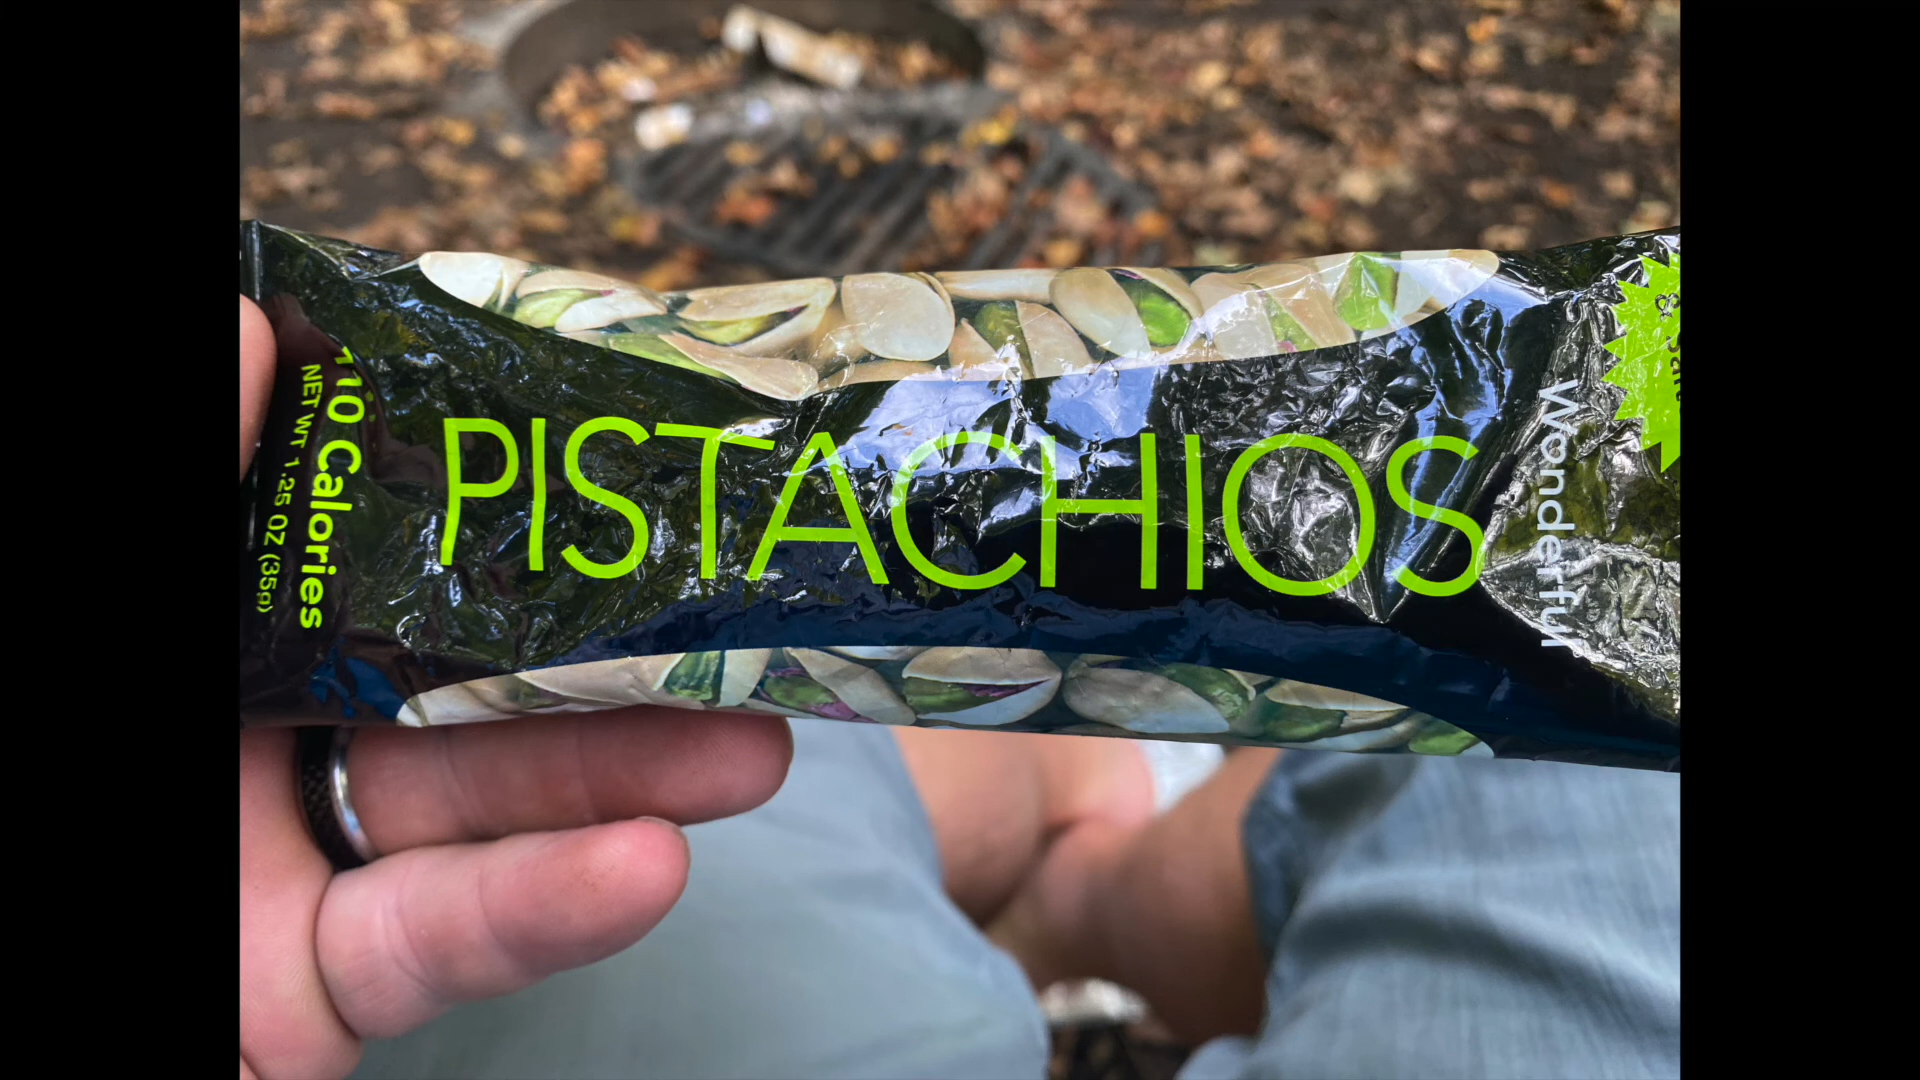 PISTACHIOS
Wonderful
110 Calories
NET WT 1.25 OZ (35g)
&